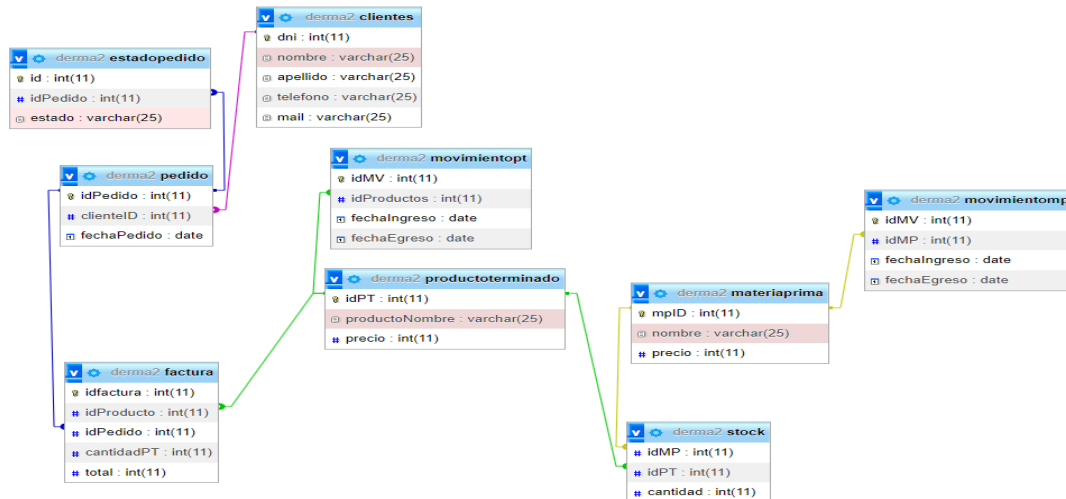 derma2 clientes
dni : int(11)
nombre : varchar(25)
apellido : varchar(25)
telefono : varchar(25)
mail : varchar(25)
derma2 estadopedido
id : int(11)
idPedido : int(11)
estado : varchar(25)
derma2 pedido
idPedido : int(11)
clienteID : int(11)
fechaPedido : date
derma2 movimientopt
idMV : int(11)
idProductos : int(11)
fechaIngreso : date
fechaEgreso : date
derma2 movimientomp
idMV : int(11)
idMP : int(11)
fechaIngreso : date
fechaEgreso : date
derma2 productoterminado
idPT : int(11)
productoNombre : varchar(25)
precio : int(11)
derma2 materiaprima
mpID : int(11)
nombre : varchar(25)
precio : int(11)
derma2 factura
idfactura : int(11)
idProducto : int(11)
idPedido : int(11)
cantidadPT : int(11)
total : int(11)
derma2 stock
idMP : int(11)
idPT : int(11)
cantidad : int(11)